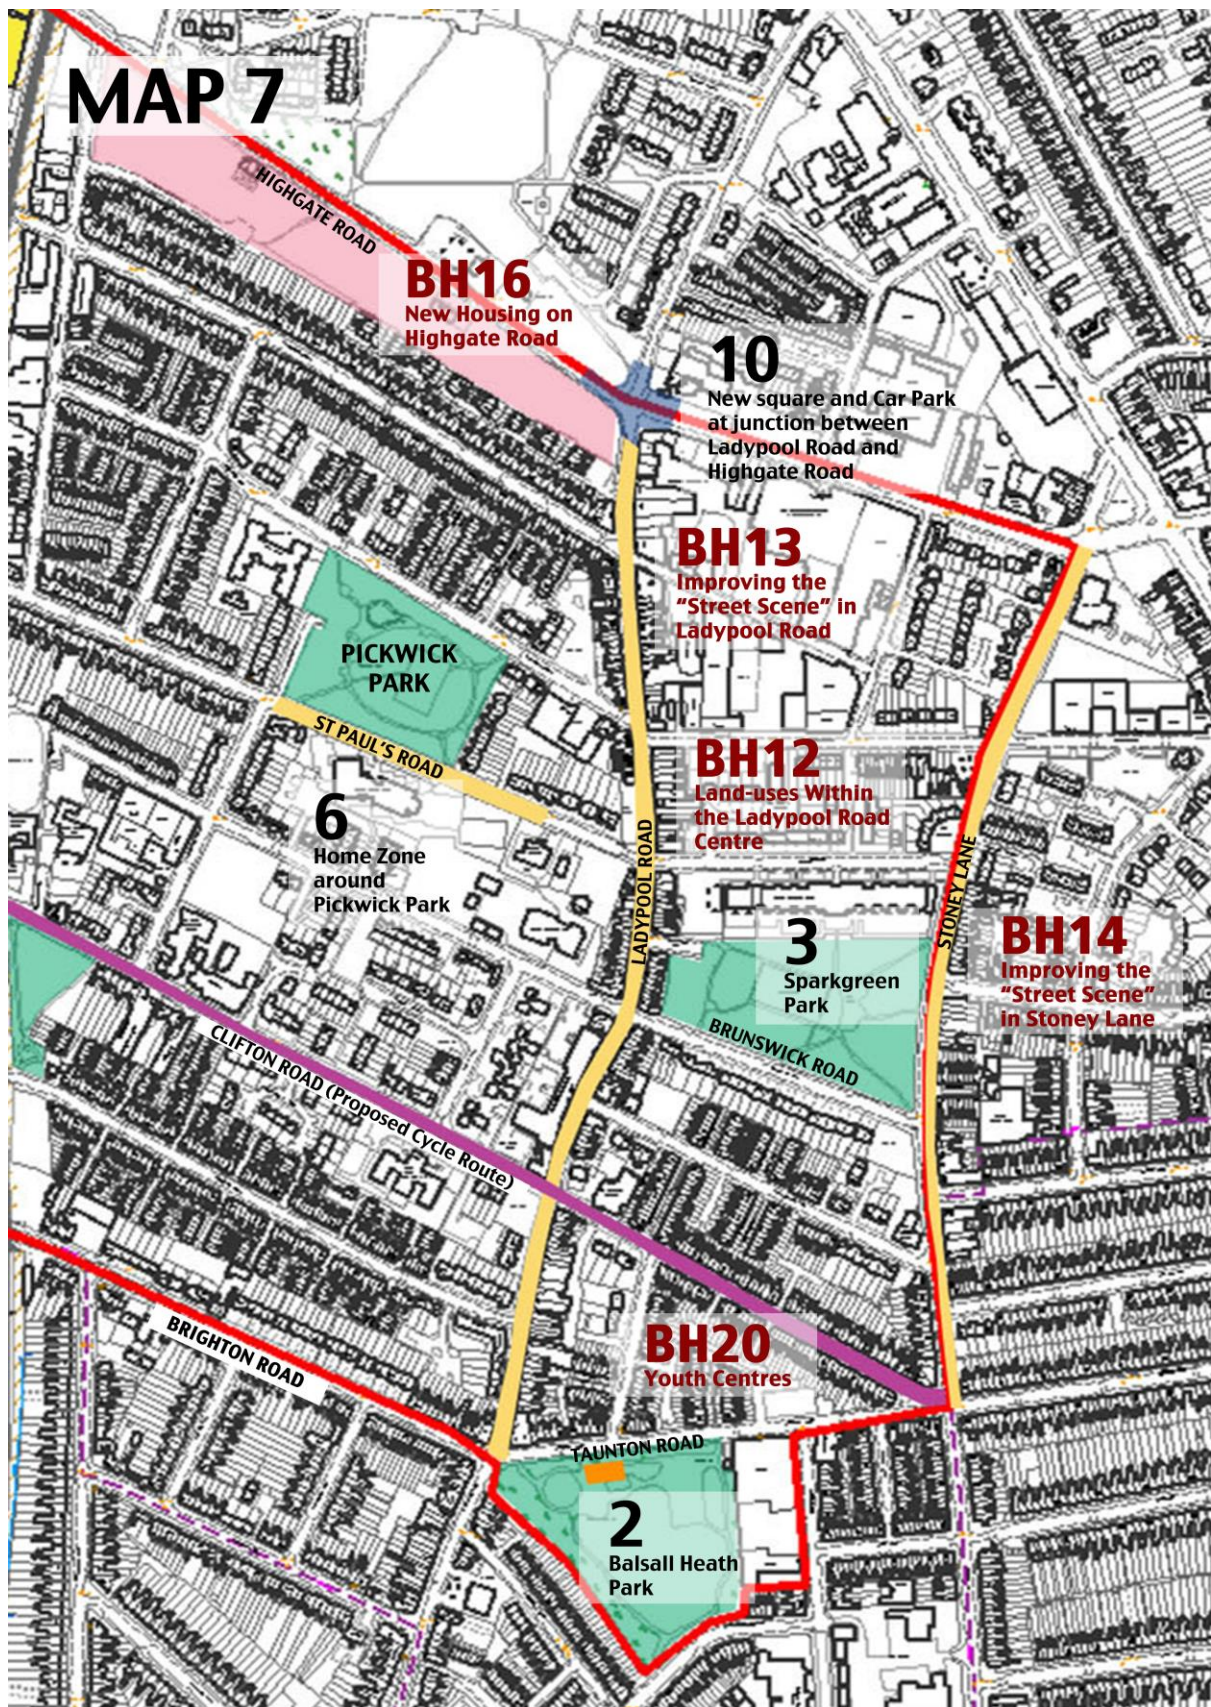 MAP 7
HIGHGATE ROAD
BH16
New Housing on
Highgate Road
10
New square and Car Park
at junction between
Ladypool Road and
Highgate Road
BH13
Improving the
“Street Scene” in
Ladypool Road
PICKWICK
PARK
ST PAUL'S ROAD
BH12
Land-uses Within
the Ladypool Road
Centre
6
Home Zone
around
Pickwick Park
LADYPOOL ROAD
STONEY LANE
3
Sparkgreen
Park
BH14
Improving the
“Street Scene”
in Stoney Lane
BRUNSWICK ROAD
CLIFTON ROAD (Proposed Cycle Route)
BRIGHTON ROAD
BH20
Youth Centres
TAUNTON ROAD
2
Balsall Heath
Park